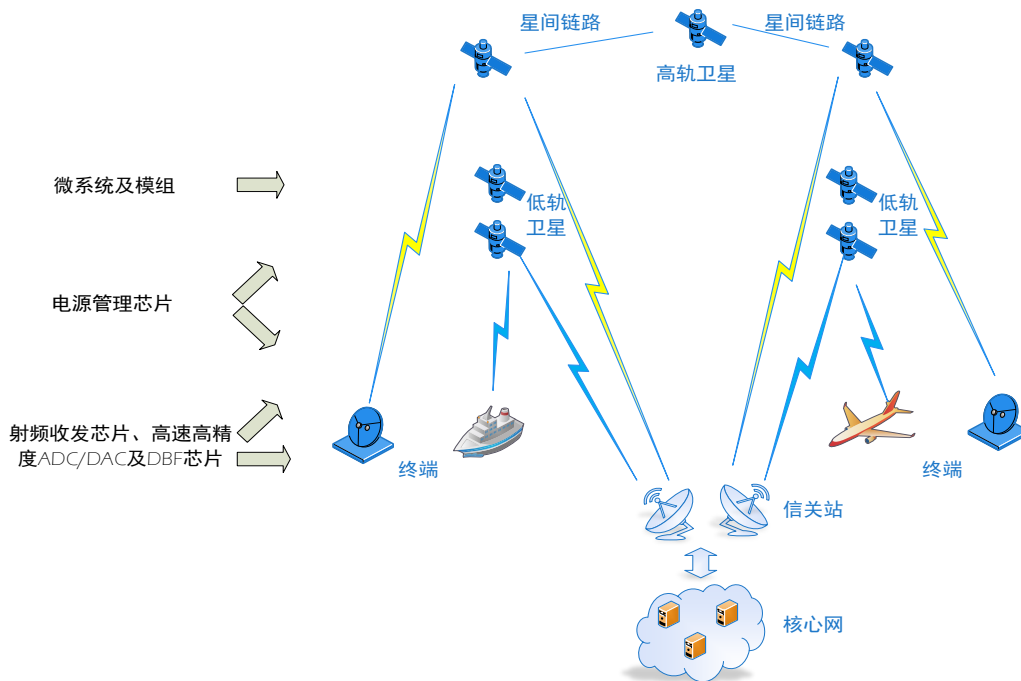 星间链路
星间链路
高轨卫星
微系统及模组
低轨
卫星
低轨
卫星
电源管理芯片
射频收发芯片、高速高精
度ADC/DAC及DBF芯片
终端
终端
信关站
核心网